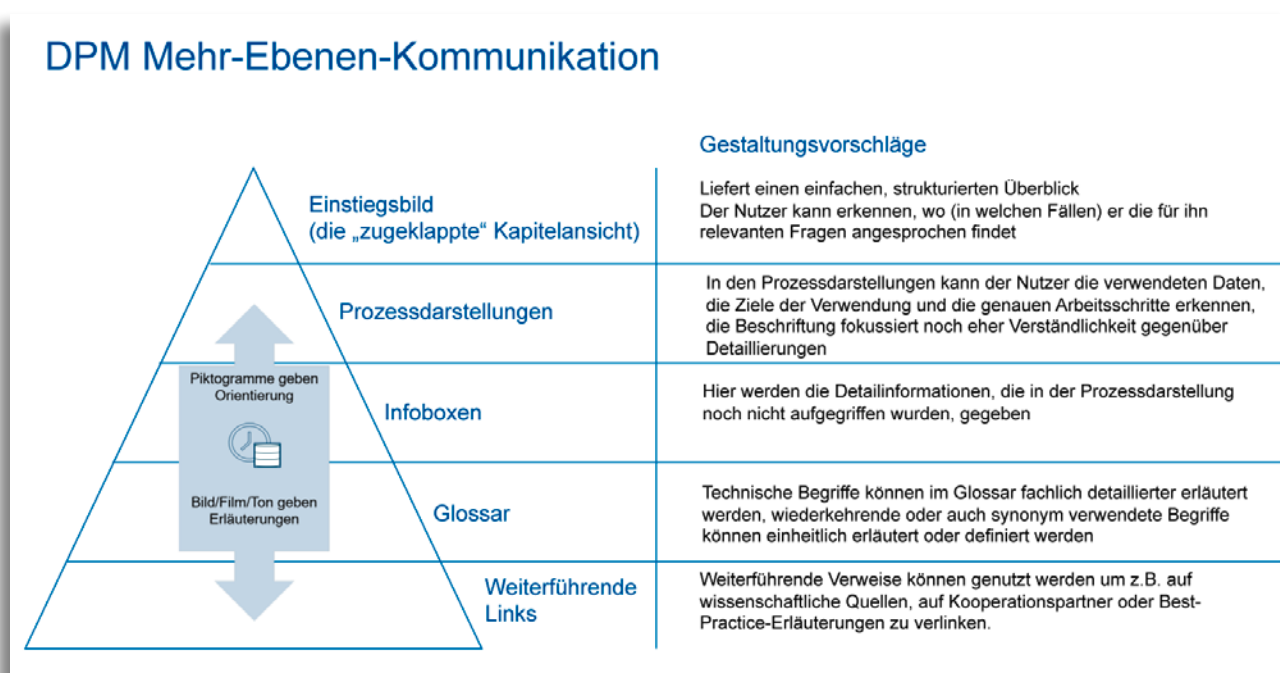 DPM Mehr-Ebenen-Kommunikation
Gestaltungsvorschläge
Einstiegsbild
(die „zugeklappte“ Kapitelansicht)
Liefert einen einfachen, strukturierten Überblick
Der Nutzer kann erkennen, wo (in welchen Fällen) er die für ihn
relevanten Fragen angesprochen findet
Prozessdarstellungen
In den Prozessdarstellungen kann der Nutzer die verwendeten Daten,
die Ziele der Verwendung und die genauen Arbeitsschritte erkennen,
die Beschriftung fokussiert noch eher Verständlichkeit gegenüber
Detaillierungen
Piktogramme geben
Orientierung
Infoboxen
Hier werden die Detailinformationen, die in der Prozessdarstellung
noch nicht aufgegriffen wurden, gegeben
Bild/Film/Ton geben
Erläuterungen
Glossar
Technische Begriffe können im Glossar fachlich detaillierter erläutert
werden, wiederkehrende oder auch synonym verwendete Begriffe
können einheitlich erläutert oder definiert werden
Weiterführende
Links
Weiterführende Verweise können genutzt werden um z.B. auf
wissenschaftliche Quellen, auf Kooperationspartner oder Best-
Practice-Erläuterungen zu verlinken.